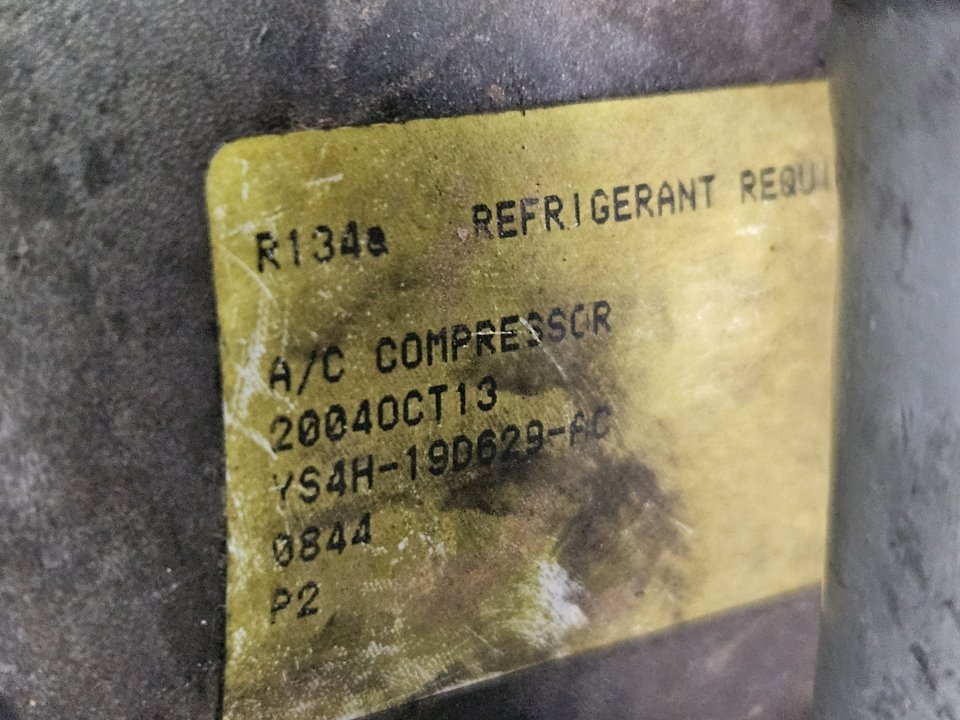 R134a REFRIGERANT REQU
A/C COMPRESSOR
2004OCT13
YS4H-19D629-AC
0844
P2